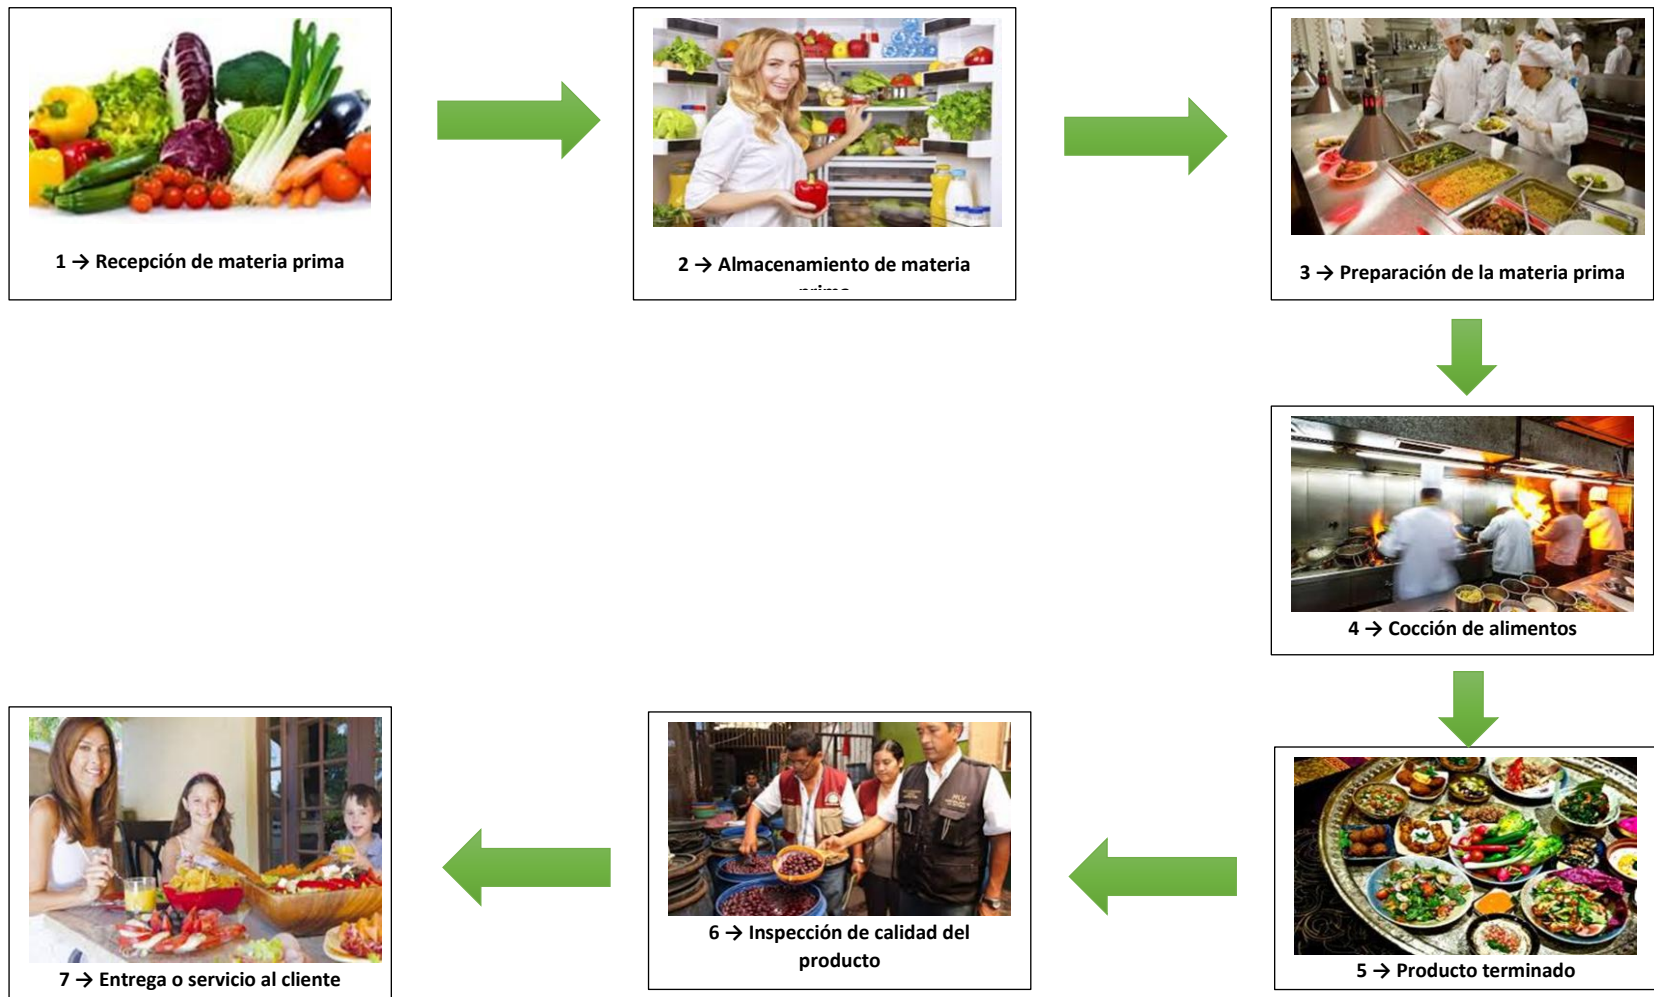 1 → Recepción de materia prima
2 → Almacenamiento de materia
prima
3 → Preparación de la materia prima
4 → Cocción de alimentos
5 → Producto terminado
6 → Inspección de calidad del
producto
7 → Entrega o servicio al cliente